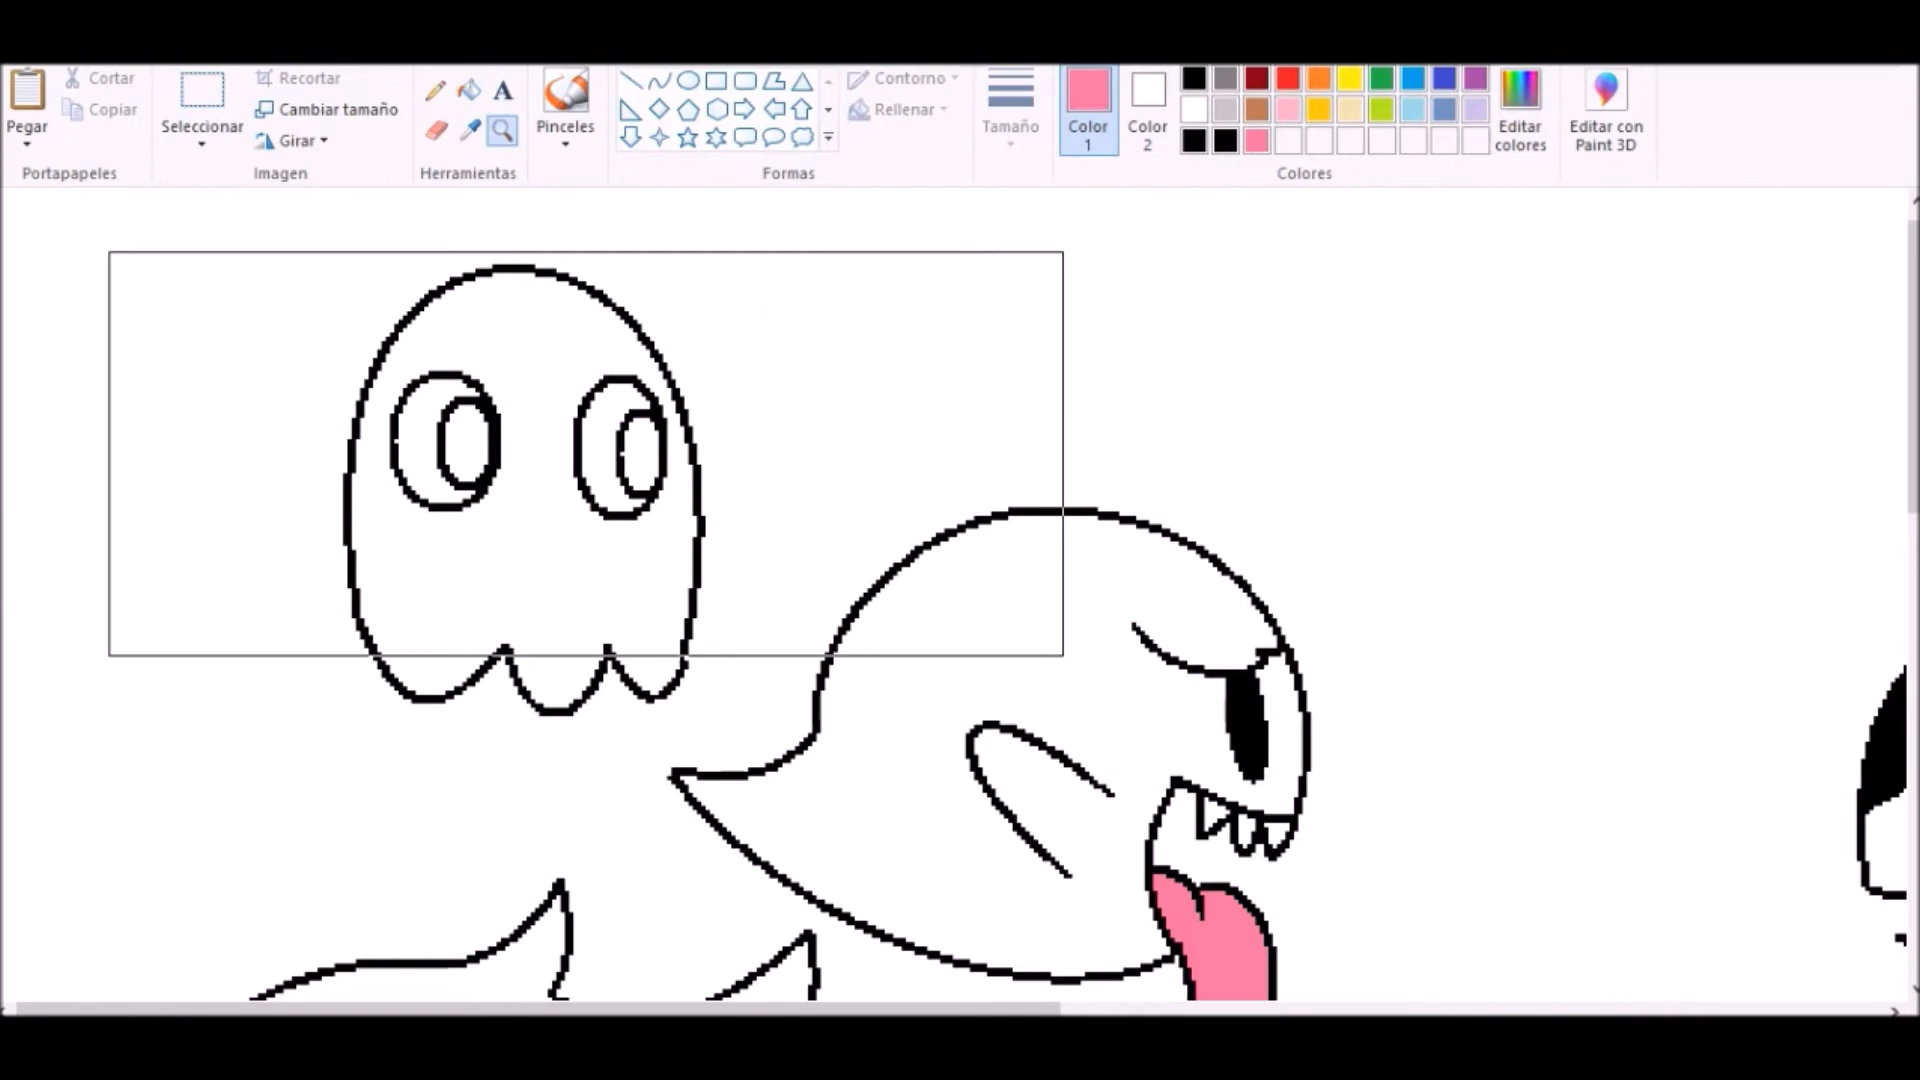 Pegar
Cortar
Copiar
Portapapeles
Seleccionar
Recortar
Cambiar tamaño
Girar
Imagen
A
Herramientas
Pinceles
Formas
Contorno
Rellenar
Tamaño
Color
1
Color
2
Editar
colores
Colores
Editar con
Paint 3D